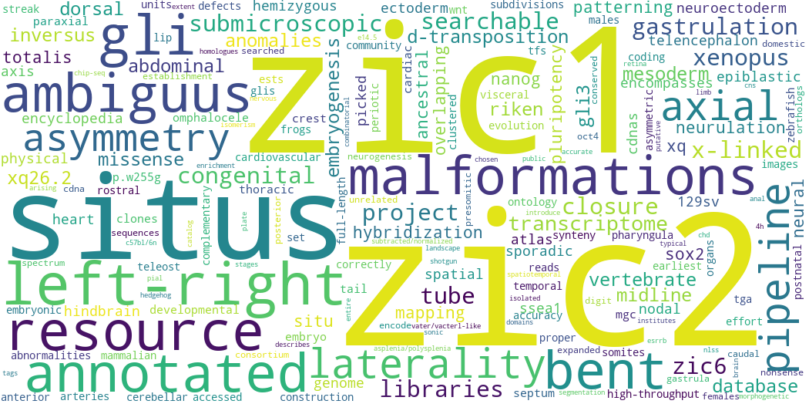 streak
paraxial
dorsal
units
extent
defects
hemizygous
ectoderm
wnt
subdivisions
patterning
neuroectoderm
inversus
gli
lip
submicroscopic
homologues
searched
e14.5
community
searchable
males
domestic
totalis
chip-seq
anomalies
tfs
d-transposition
gastrulation
coding
telencephalon
axis
abdominal
establishment
ests
zic1
cardiac
nanog
retina
xenopus
ambiguus
glis
nervous
embryogenesis
combinatorial
picked
periodic
ancestral
overlapping
riken
pluripotency
gli3
conserved
mesoderm
epiblastic
encyclopedia
omphalocele
crest
visceral
encompasses
cns
zebrafish
orthologs
asymmetry
icuberius
frogs
clustered
evolution
oct4
cdnas
asymmetric
putative
limb
axial
neurulation
physical
missense
cardiovascular
neurogenesis
chosen
public
accurate
xq
x-linked
images
xq26.2
arising
cdna
p.w255g
congenital
enrichment
malformations
rostral
thoracic
posterior
full-length
unrelated
presomitic
ontology
introduce
closure
129sv
anal
situs
heart
clones
sequences
c57bl/6n
complementary
plate
set
project
hybridization
transcriptome
atlas
synteny
4h
chd
typical
pipeline
neural
postnatal
spectrum
teleost
catalog
subtracted/normalized
landscape
shotgun
sporadic
pharyngula
sox2
organs
left-right
stages
pial
correctly
tail
entire
zic2
spatial
reads
spatiotemporal
earliest
vertebrate
embryonic
hindbrain
hedgehog
developmental
situ
mapping
tube
ssea1
temporal
isolated
digit
midline
nodal
tga
resource
embryo
encode
vater/vacterl-like
sonic
domains
accuracy
mgc
institutes
effort
abnormalities
mammalian
consortium
describes
asplenia/polysplenia
proper
esrrb
nlss
caudal
brain
nonsense
tags
annotated
genome
laterality
expanded
somites
bent
zic6
database
anterior
arteries
cerebellar
accessed
construction
libraries
septum
segmentation
gastrula
high-throughput
females
morphogenetic